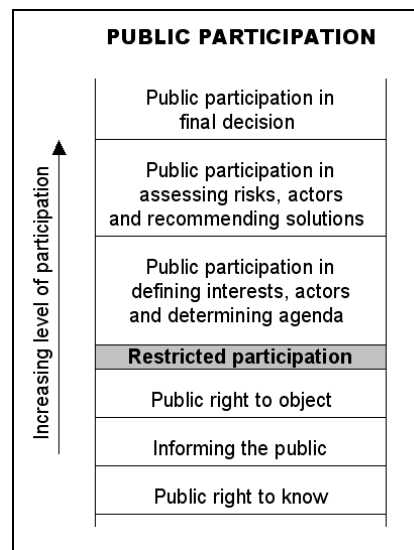 PUBLIC PARTICIPATION
Increasing level of participation
Public participation in
final decision
Public participation in
assessing risks, actors
and recommending solutions
Public participation in
defining interests, actors
and determining agenda
Restricted participation
Public right to object
Informing the public
Public right to know